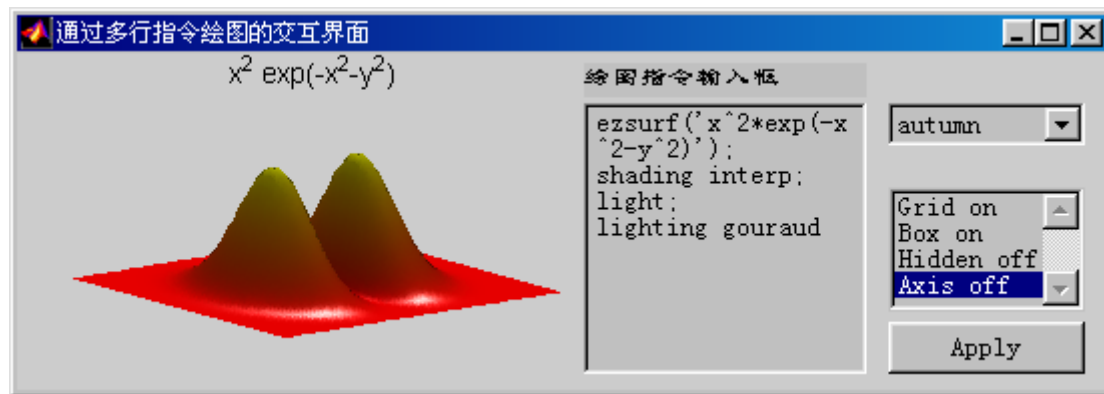 通过多行指令绘图的交互界面
x² exp(-x²-y²)
绘图指令输入框
ezsurf('x^2*exp(-x
^2-y^2)');
shading interp;
light;
lighting gouraud
autumn
Grid on
Box on
Hidden off
Axis off
Apply